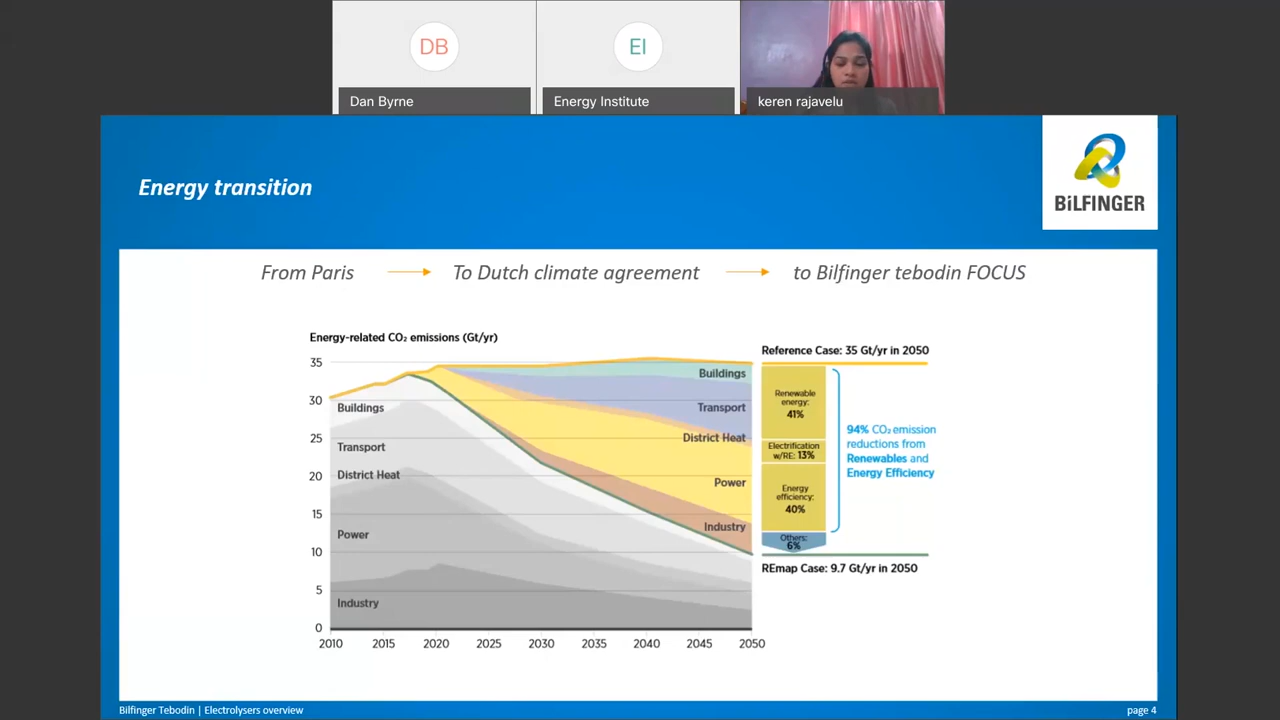 DB
EI
Dan Byrne
Energy Institute
keren rajavelu
Energy transition
BiLFINGER
From Paris
To Dutch climate agreement
to Bilfinger tebodin FOCUS
Energy-related CO₂ emissions (Gt/yr)
35
30
25
20
15
10
5
0
2010
2015
2020
2025
2030
2035
2040
2045
2050
Buildings
Transport
District Heat
Power
Industry
Buildings
Transport
District Heat
Power
Industry
Reference Case: 35 Gt/yr in 2050
Renewable
energy:
41%
Electrification
w/RE: 13%
Energy
efficiency:
40%
Others:
6%
94% CO₂ emission
reductions from
Renewables and
Energy Efficiency
REmap Case: 9.7 Gt/yr in 2050
Bilfinger Tebodin | Electrolysers overview
page 4